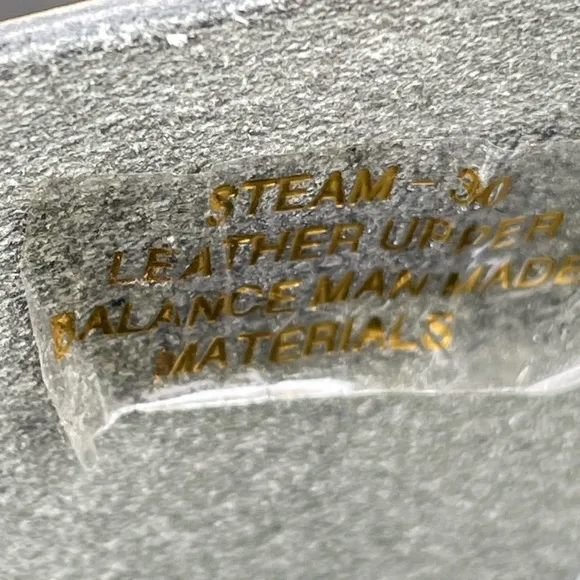 STEAM - 30
LEATHER UPPER
BALANCE MAN MADE
MATERIALS